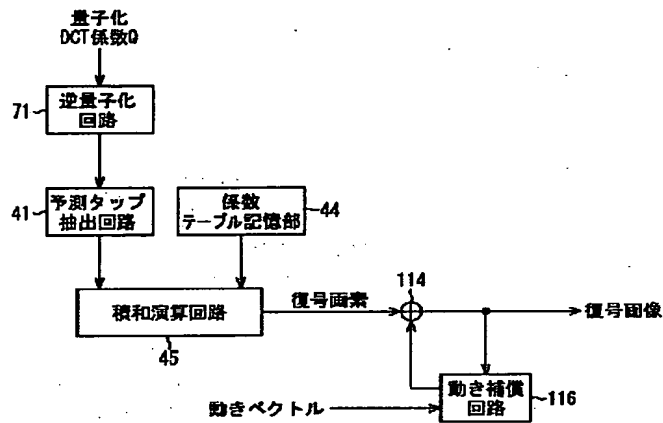 量子化
DCT係数Q
71
逆量子化
回路
41
予測タップ
抽出回路
係数
テーブル記憶部
44
積和演算回路
45
復号画素
114
復号画像
動き補償
回路
116
動きベクトル